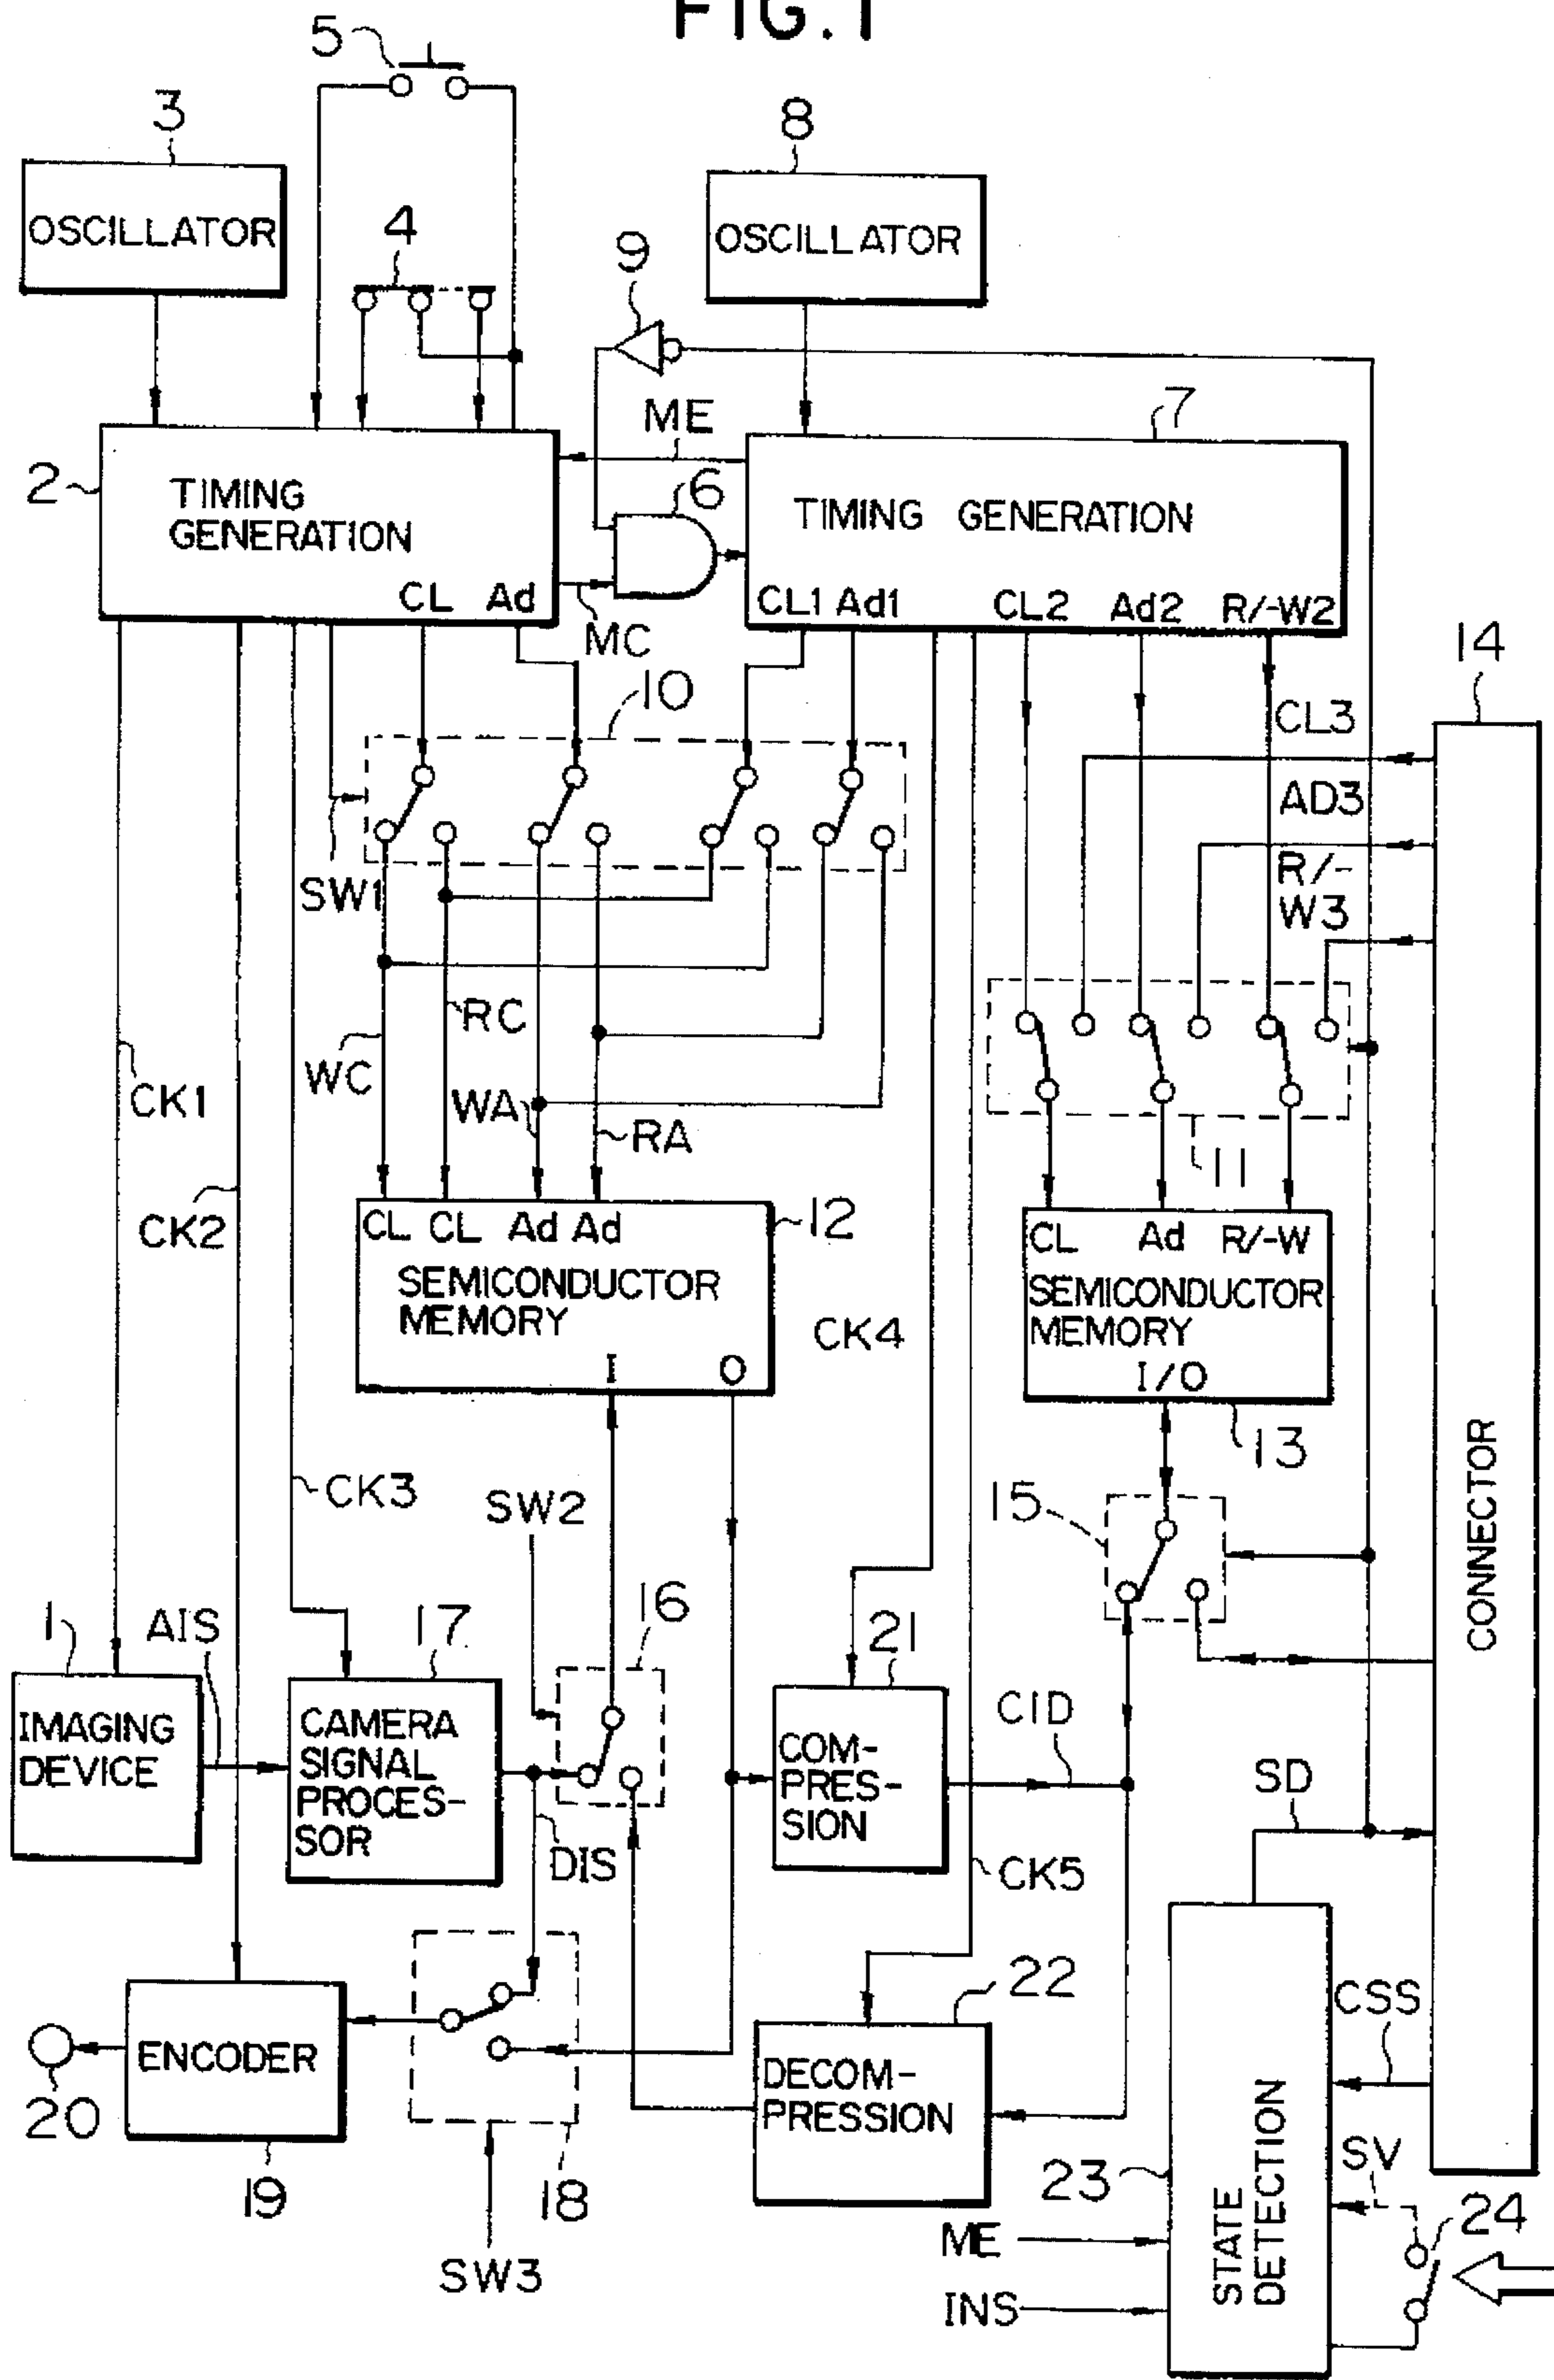 FIG. 1
5
3
8
OSCILLATOR
4
9
OSCILLATOR
ME
7
2
TIMING
GENERATION
6
TIMING GENERATION
CL Ad
MC
CL1 Ad1 CL2 Ad2 R/-W2
14
10
CL3
AD3
SW1
R/-
W3
RC
WC
CK1
WA
RA
11
CK2
CL CL Ad Ad
12
SEMICONDUCTOR
MEMORY
I O
CL Ad R/-W
SEMICONDUCTOR
MEMORY
I/O
CK4
13
CONNECTOR
CK3
SW2
15
1
AIS
17
16
21
IMAGING
DEVICE
CAMERA
SIGNAL
PROCES-
SOR
COM-
PRES-
SION
CID
SD
DIS
CK5
22
CSS
ENCODER
DECOM-
PRESSION
20
19
18
23
STATE
DETECTION
SV
24
ME
SW3
INS